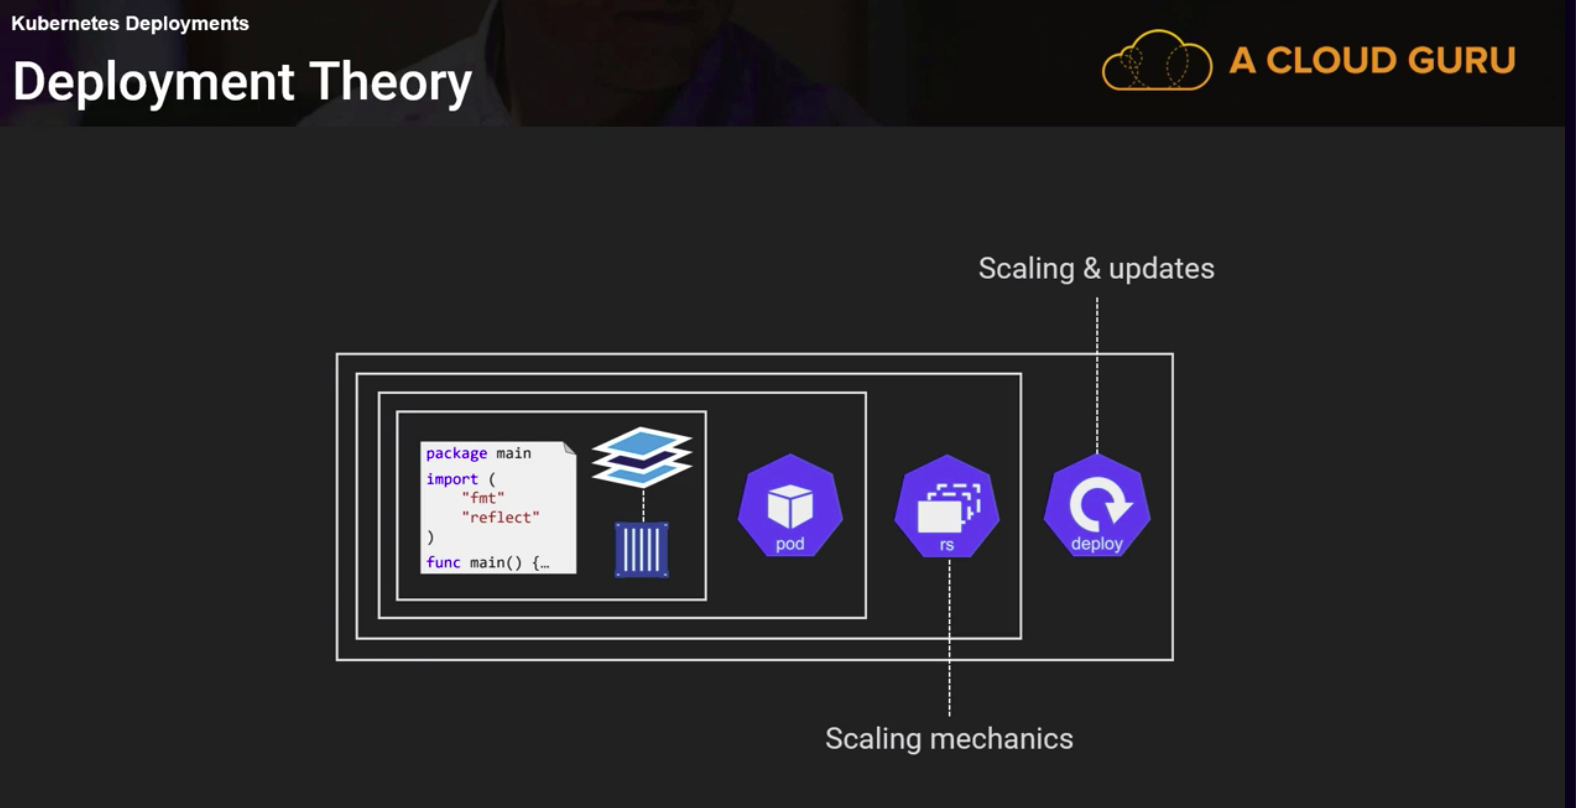 Kubernetes Deployments
Deployment Theory
A CLOUD GURU
Scaling & updates
package main
import (
"fmt"
"reflect"
)
func main() {…
pod
rs
deploy
Scaling mechanics